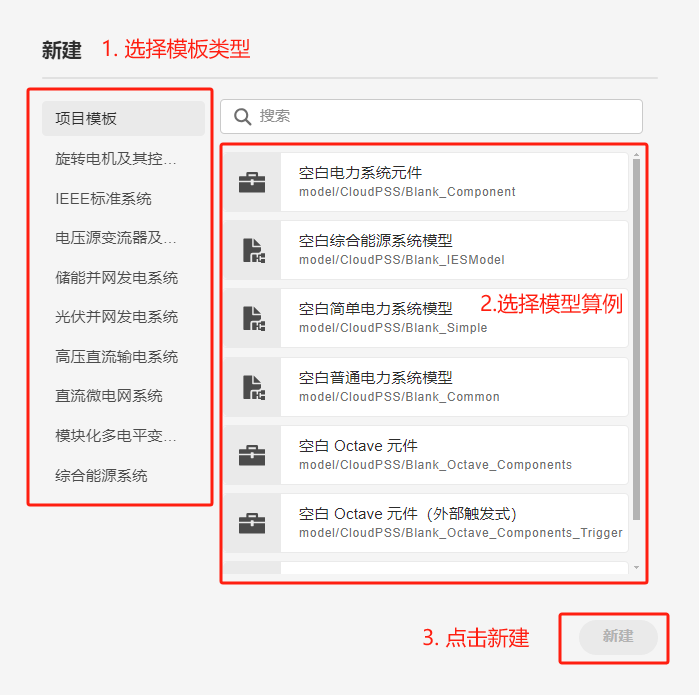 新建
1. 选择模板类型
项目模板
旋转电机及其控...
IEEE标准系统
电压源变流器及...
储能并网发电系统
光伏并网发电系统
高压直流输电系统
直流微电网系统
模块化多电平变...
综合能源系统
搜索
空白电力系统元件
model/CloudPSS/Blank_Component
空白综合能源系统模型
model/CloudPSS/Blank_IESModel
空白简单电力系统模型
model/CloudPSS/Blank_Simple
2.选择模型算例
空白普通电力系统模型
model/CloudPSS/Blank_Common
空白 Octave 元件
model/CloudPSS/Blank_Octave_Components
空白 Octave 元件（外部触发式）
model/CloudPSS/Blank_Octave_Components_Trigger
3. 点击新建
新建